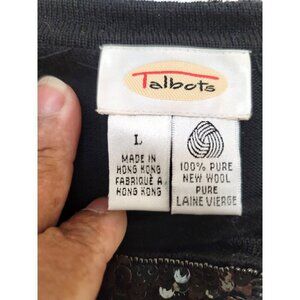 Talbots
L
MADE IN
HONG KONG
FABRIQUÉ À
HONG KONG
100% PURE
NEW WOOL
PURE
LAINE VIERGE